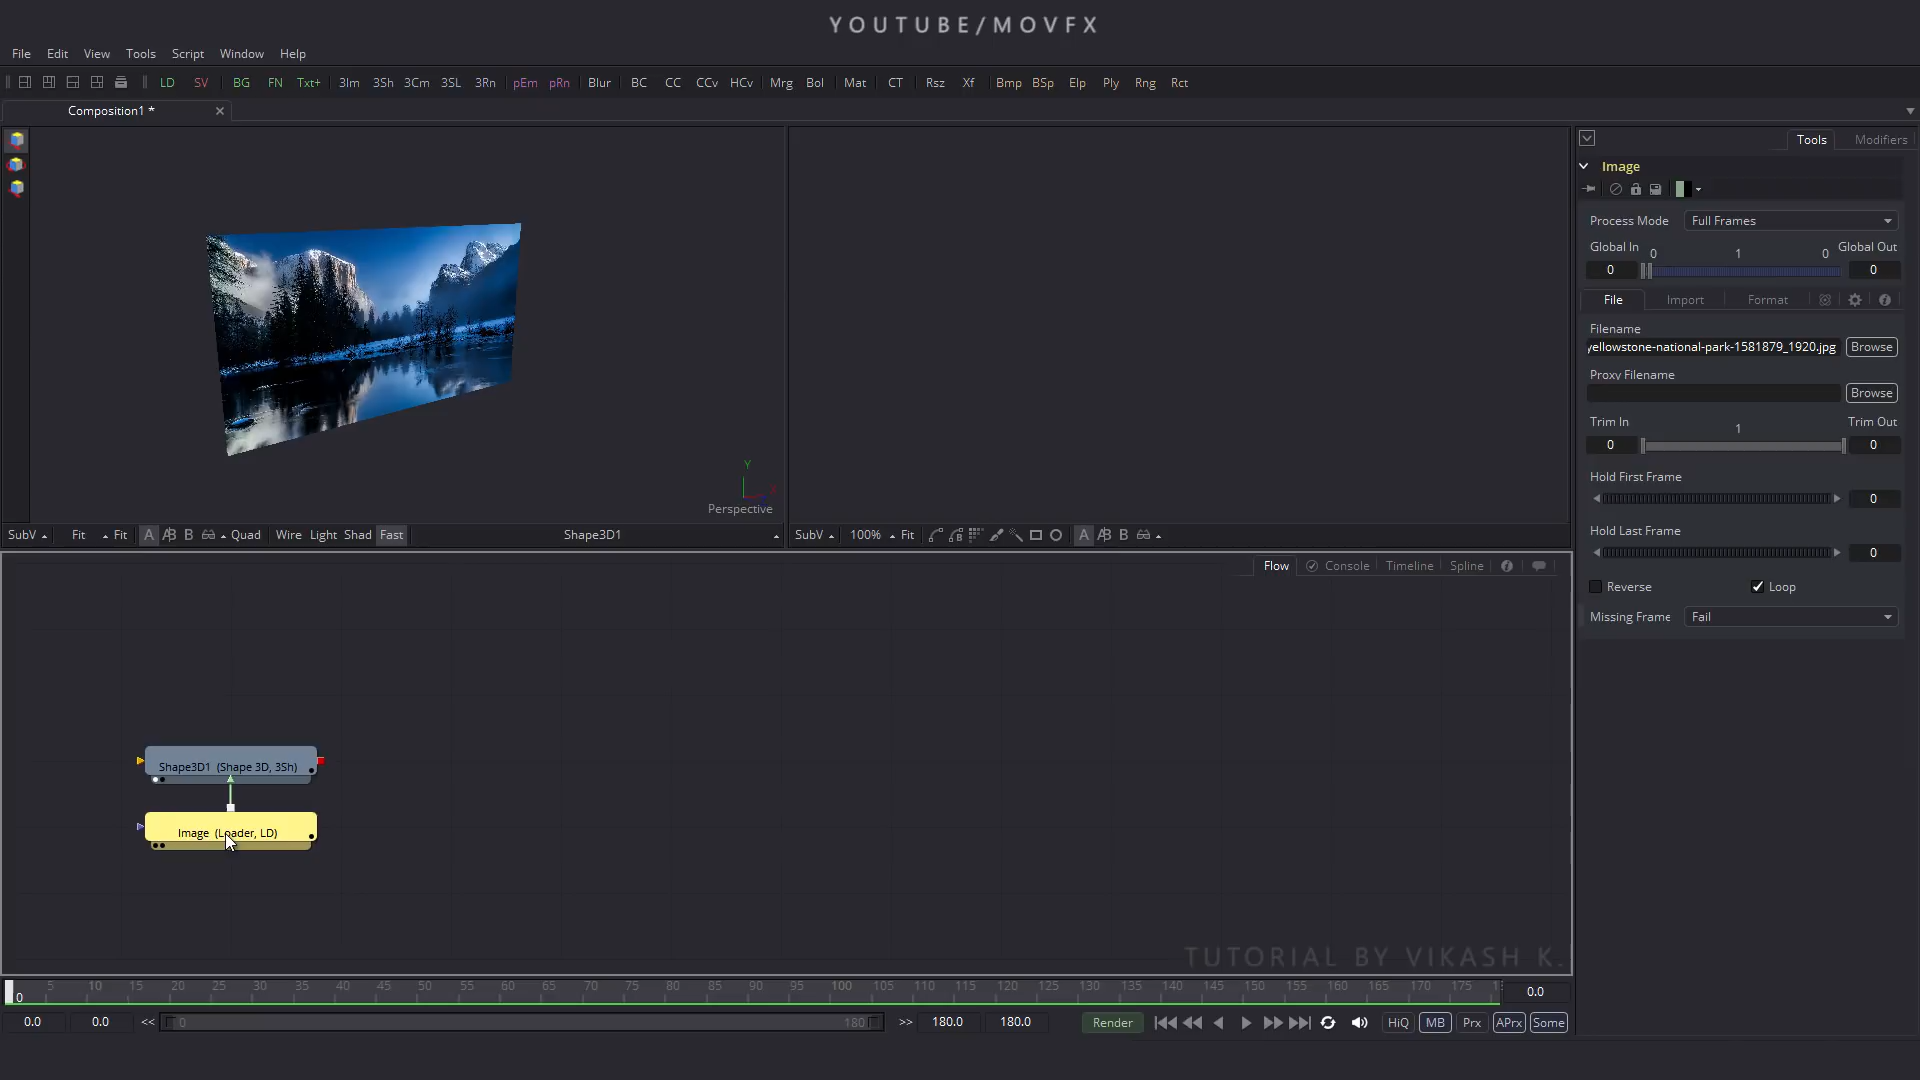 YOUTUBE/MOVFX
File Edit View Tools Script Window Help
LD SV BG FN Txt+ 3Im 3Sh 3Cm 3SL 3Rn pEm pRn Blur BC CC CCv HCv Mrg Bol Mat CT Rsz Xf Bmp BSp Elp Ply Rng Rct
Composition1 *
Tools Modifiers
Image
Process Mode Full Frames
Global In 0 1 0 Global Out
0 0
File Import Format
Filename
yellowstone-national-park-1581879_1920.jpg Browse
Proxy Filename
Browse
Trim In 1 Trim Out
0 0
Hold First Frame
0
Hold Last Frame
0
Reverse Loop
Missing Frame Fail
Y
X
Perspective
SubV Fit Fit A A|B B Quad Wire Light Shad Fast Shape3D1
SubV 100% Fit A A|B B
Flow Console Timeline Spline
Shape3D1 (Shape 3D, 3Sh)
Image (Loader, LD)
TUTORIAL BY VIKASH K.
0 5 10 15 20 25 30 35 40 45 50 55 60 65 70 75 80 85 90 95 100 105 110 115 120 125 130 135 140 145 150 155 160 165 170 175 0.0
0.0 0.0 << 0 180 >> 180.0 180.0 Render HiQ MB Prx APrx Some